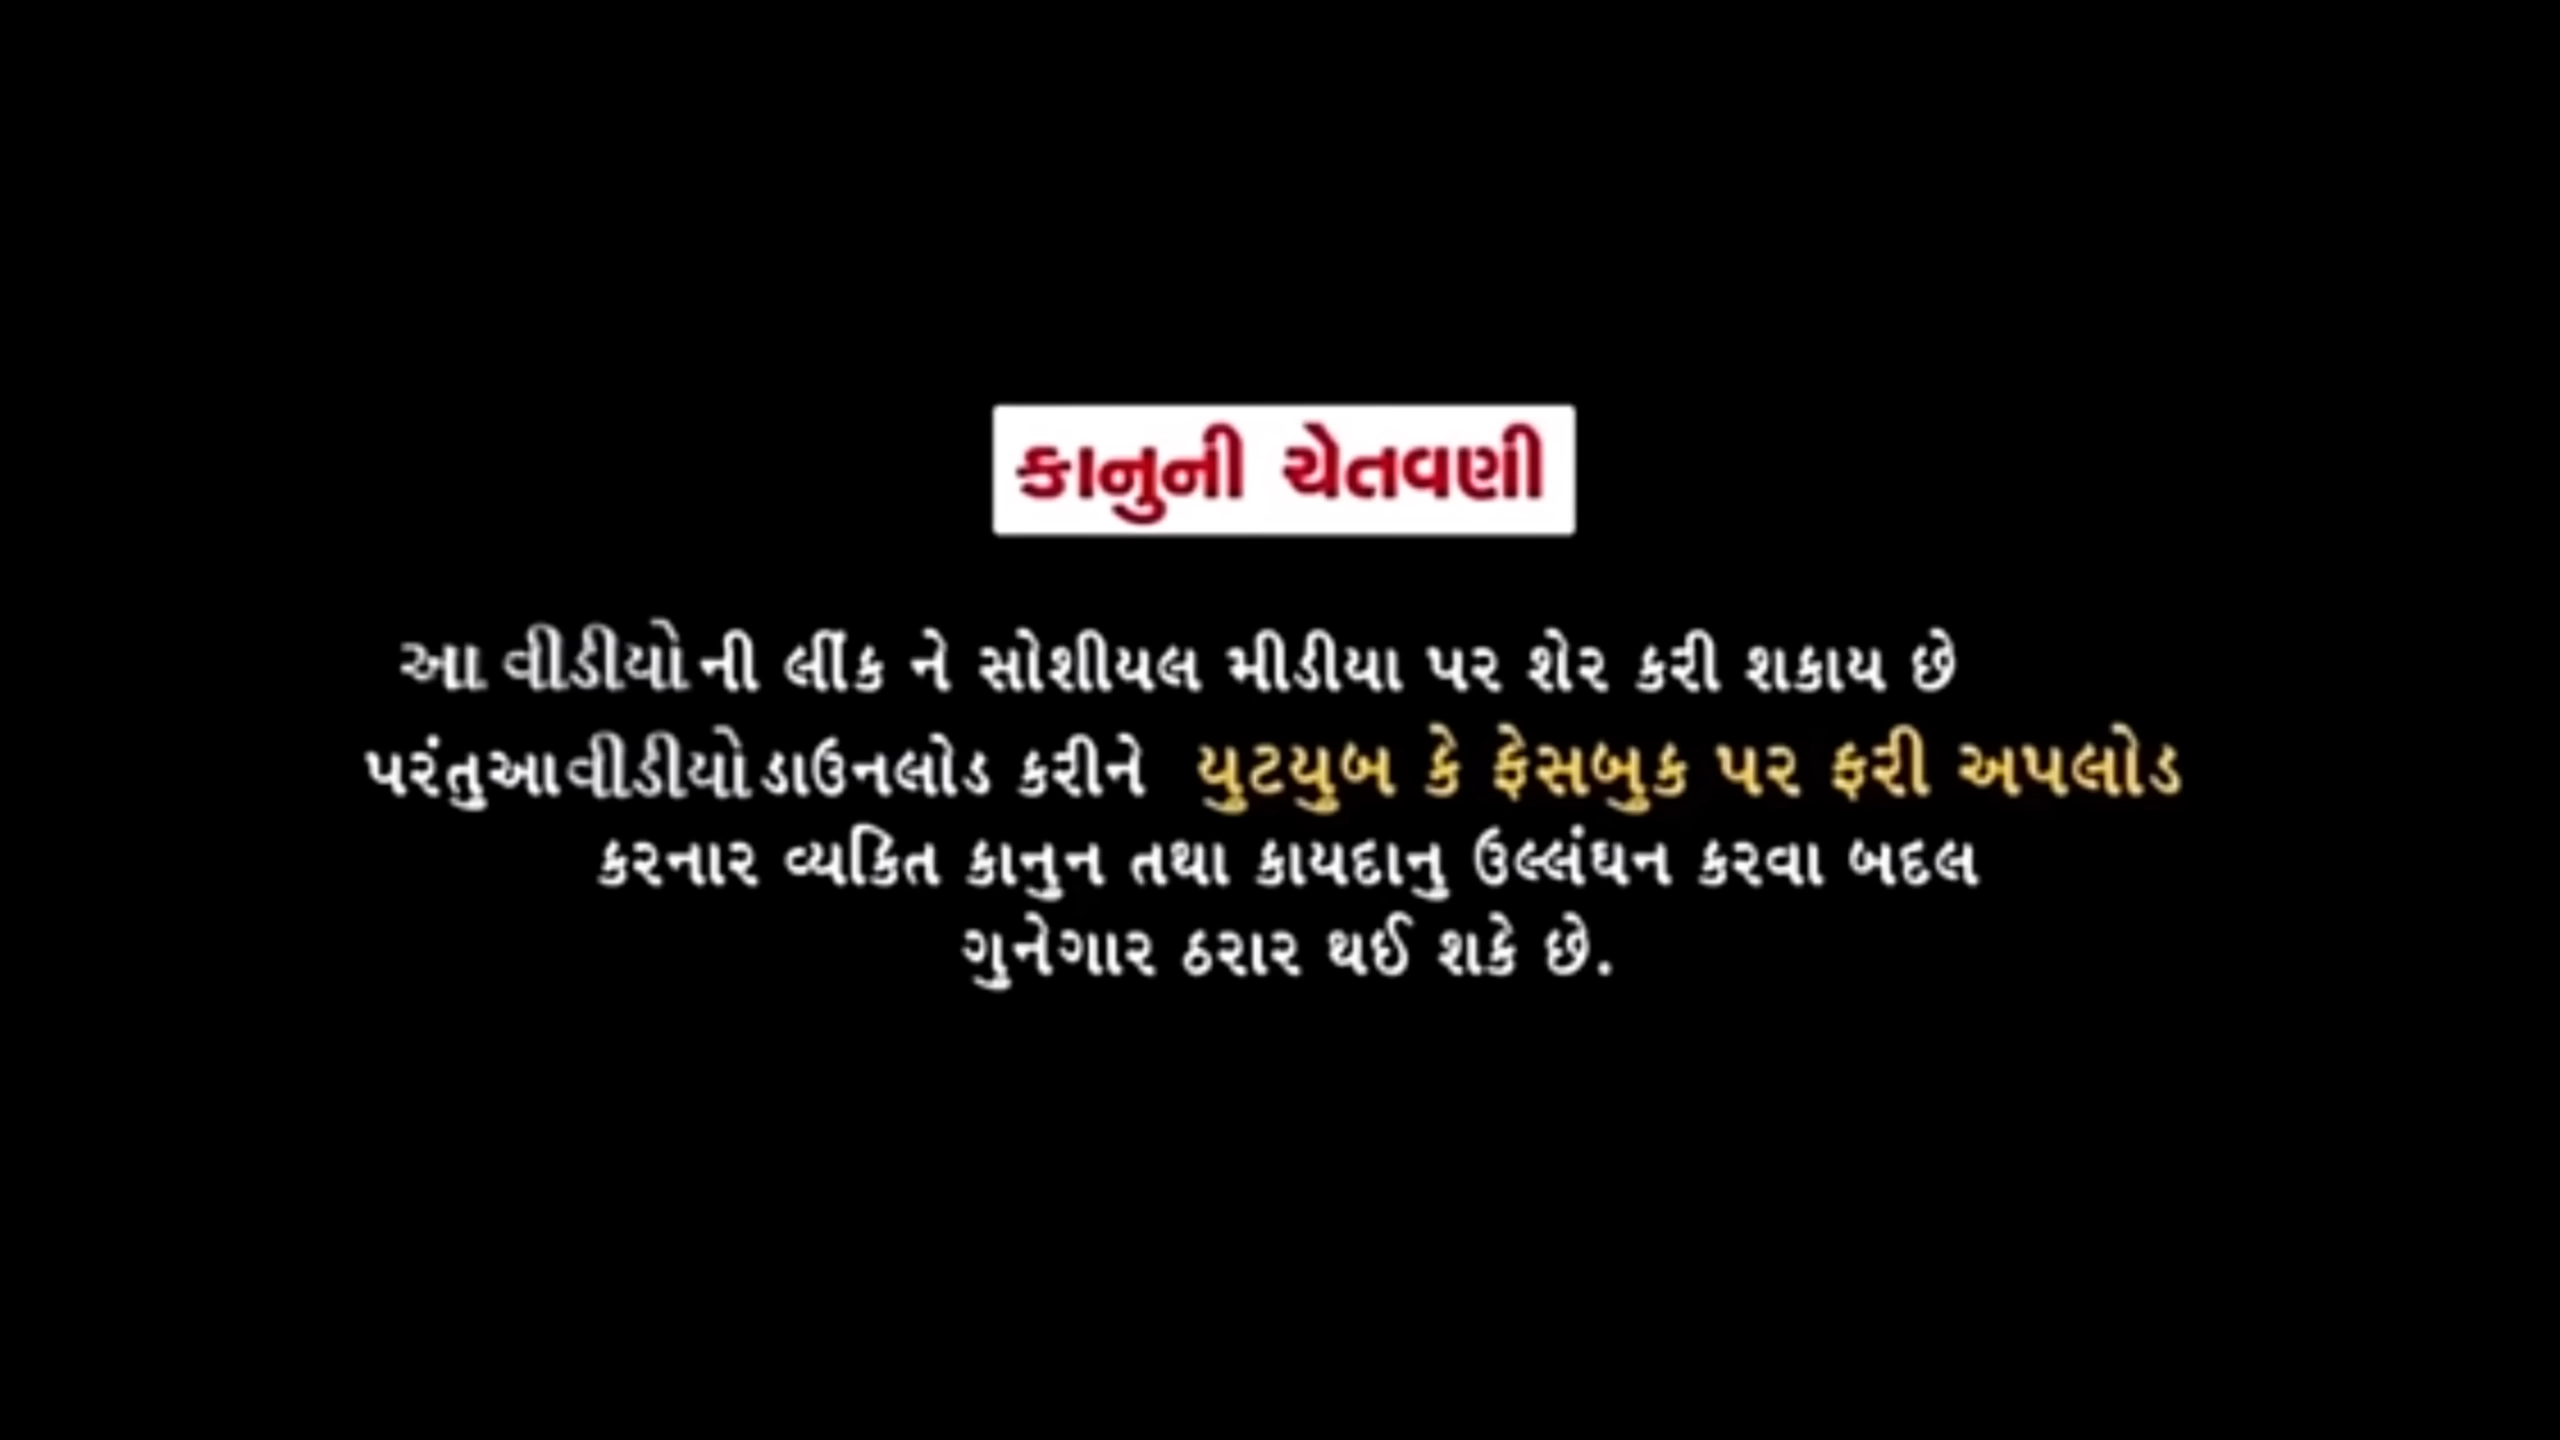 કાનુની ચેતવણી
આ વીડીયોની લીંક ને સોશીયલ મીડીયા પર શેર કરી શકાય છે
પરંતુઆવીડીયોડાઉનલોડ કરીને યુટયુબ કે ફેસબુક પર ફરી અપલોડ
કરનાર વ્યકિત કાનુન તથા કાયદાનુ ઉલ્લંઘન કરવા બદલ
ગુનેગાર ઠરાર થઈ શકે છે.